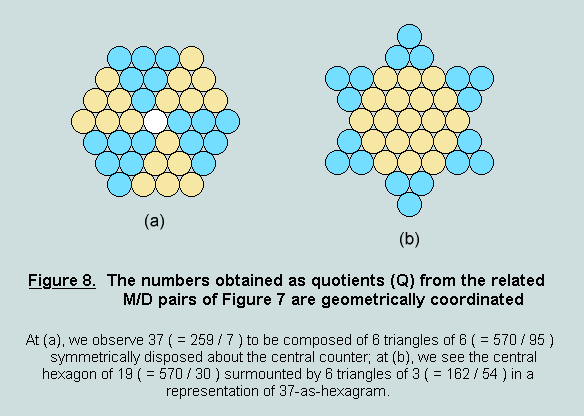 (a)
(b)
Figure 8. The numbers obtained as quotients (Q) from the related
M/D pairs of Figure 7 are geometrically coordinated
At (a), we observe 37 ( = 259 / 7 ) to be composed of 6 triangles of 6 ( = 570 / 95 )
symmetrically disposed about the central counter; at (b), we see the central
hexagon of 19 ( = 570 / 30 ) surmounted by 6 triangles of 3 ( = 162 / 54 ) in a
representation of 37-as-hexagram.